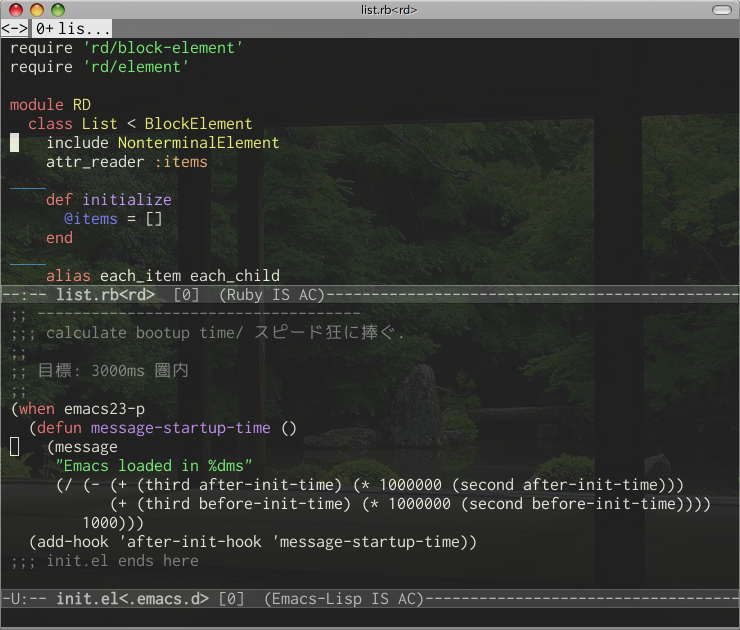 list.rb<rd>
<-> 0+ lis...
require 'rd/block-element'
require 'rd/element'
module RD
class List < BlockElement
include NonterminalElement
attr_reader :items
____
def initialize
@items = []
end
____
alias each_item each_child
--:-- list.rb<rd> [0] (Ruby IS AC)----------------------------------------------
;; ------------------------------------
;;; calculate bootup time/ スピード狂に捧ぐ.
;;
;; 目標: 3000ms 圏内
;;
(when emacs23-p
(defun message-startup-time ()
(message
"Emacs loaded in %dms"
(/ (- (+ (third after-init-time) (* 1000000 (second after-init-time)))
(+ (third before-init-time) (* 1000000 (second before-init-time))))
1000)))
(add-hook 'after-init-hook 'message-startup-time))
;;; init.el ends here
-U:-- init.el<.emacs.d> [0] (Emacs-Lisp IS AC)-----------------------------------